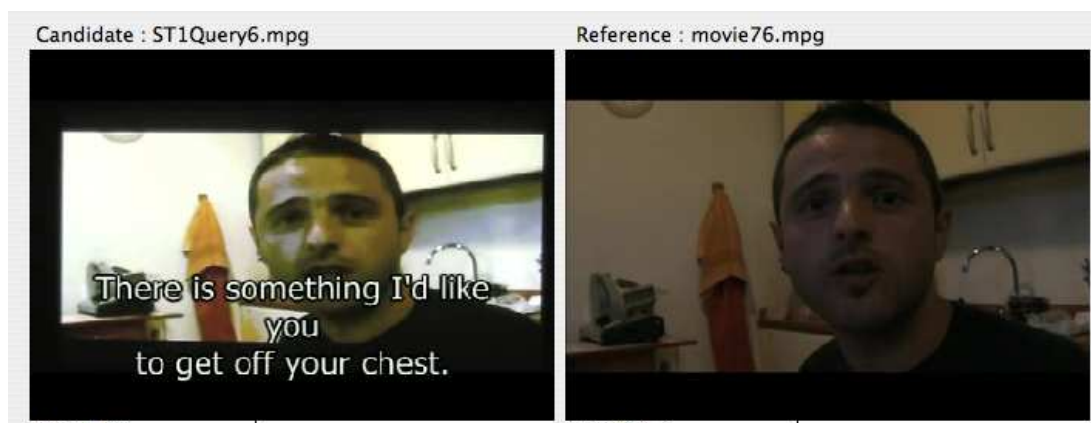 Candidate : ST1Query6.mpg
Reference : movie76.mpg
There is something I'd like
you
to get off your chest.